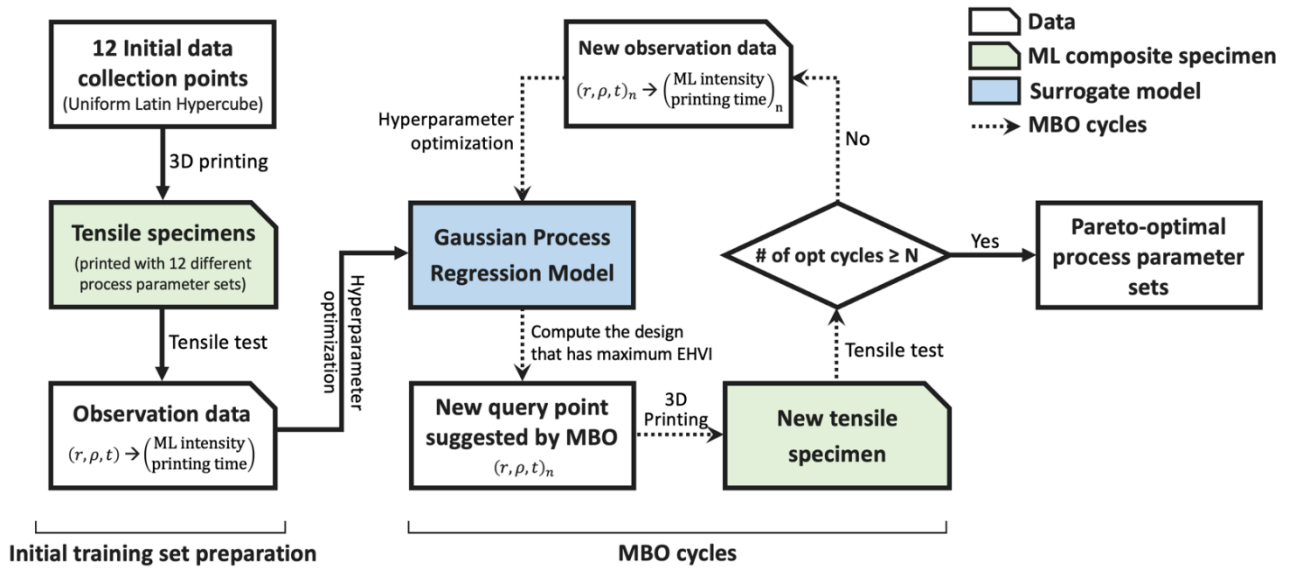 12 Initial data
collection points
(Uniform Latin Hypercube)
3D printing
Tensile specimens
(printed with 12 different
process parameter sets)
Tensile test
Observation data
(r, ρ, t) → (ML intensity
printing time)
Initial training set preparation
Hyperparameter
optimization
Gaussian Process
Regression Model
Compute the design
that has maximum EHVI
New query point
suggested by MBO
(r, ρ, t)n
3D
Printing
New tensile
specimen
Tensile test
# of opt cycles ≥ N
No
New observation data
(r, ρ, t)n → (ML intensity
printing time)n
Hyperparameter
optimization
Yes
Pareto-optimal
process parameter
sets
MBO cycles
Data
ML composite specimen
Surrogate model
MBO cycles